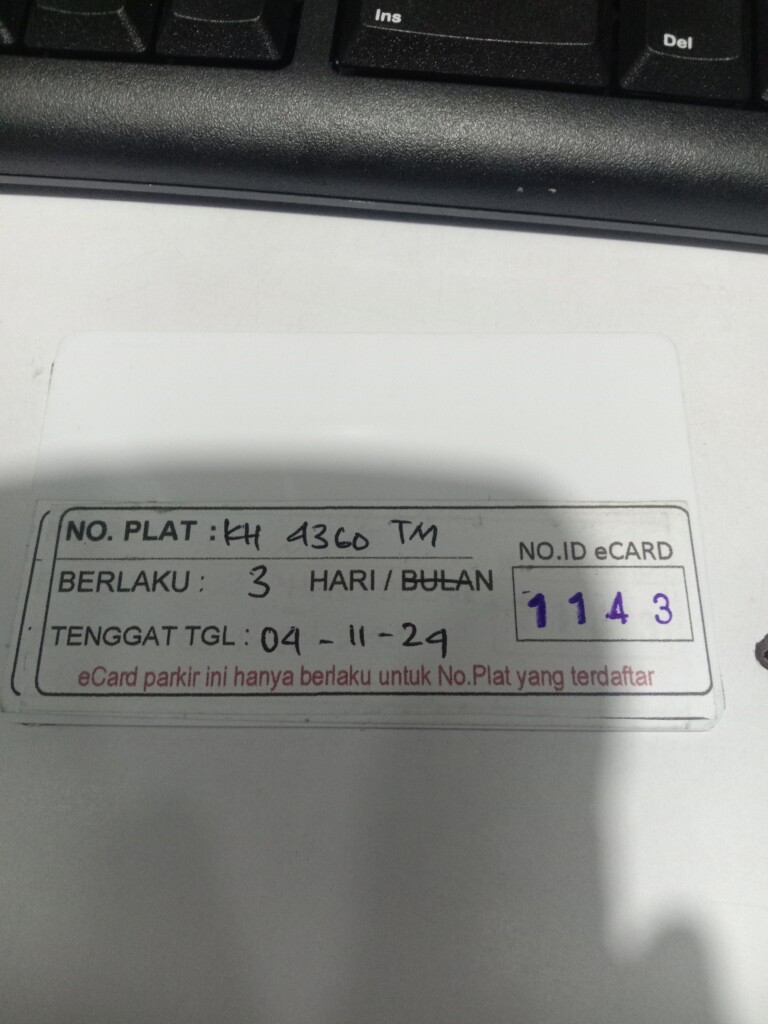 Ins
Del
NO. PLAT : KH 4360 TM
NO.ID eCARD
BERLAKU : 3 HARI / BULAN
1143
TENGGAT TGL : 04 - 11 - 24
eCard parkir ini hanya berlaku untuk No.Plat yang terdaftar